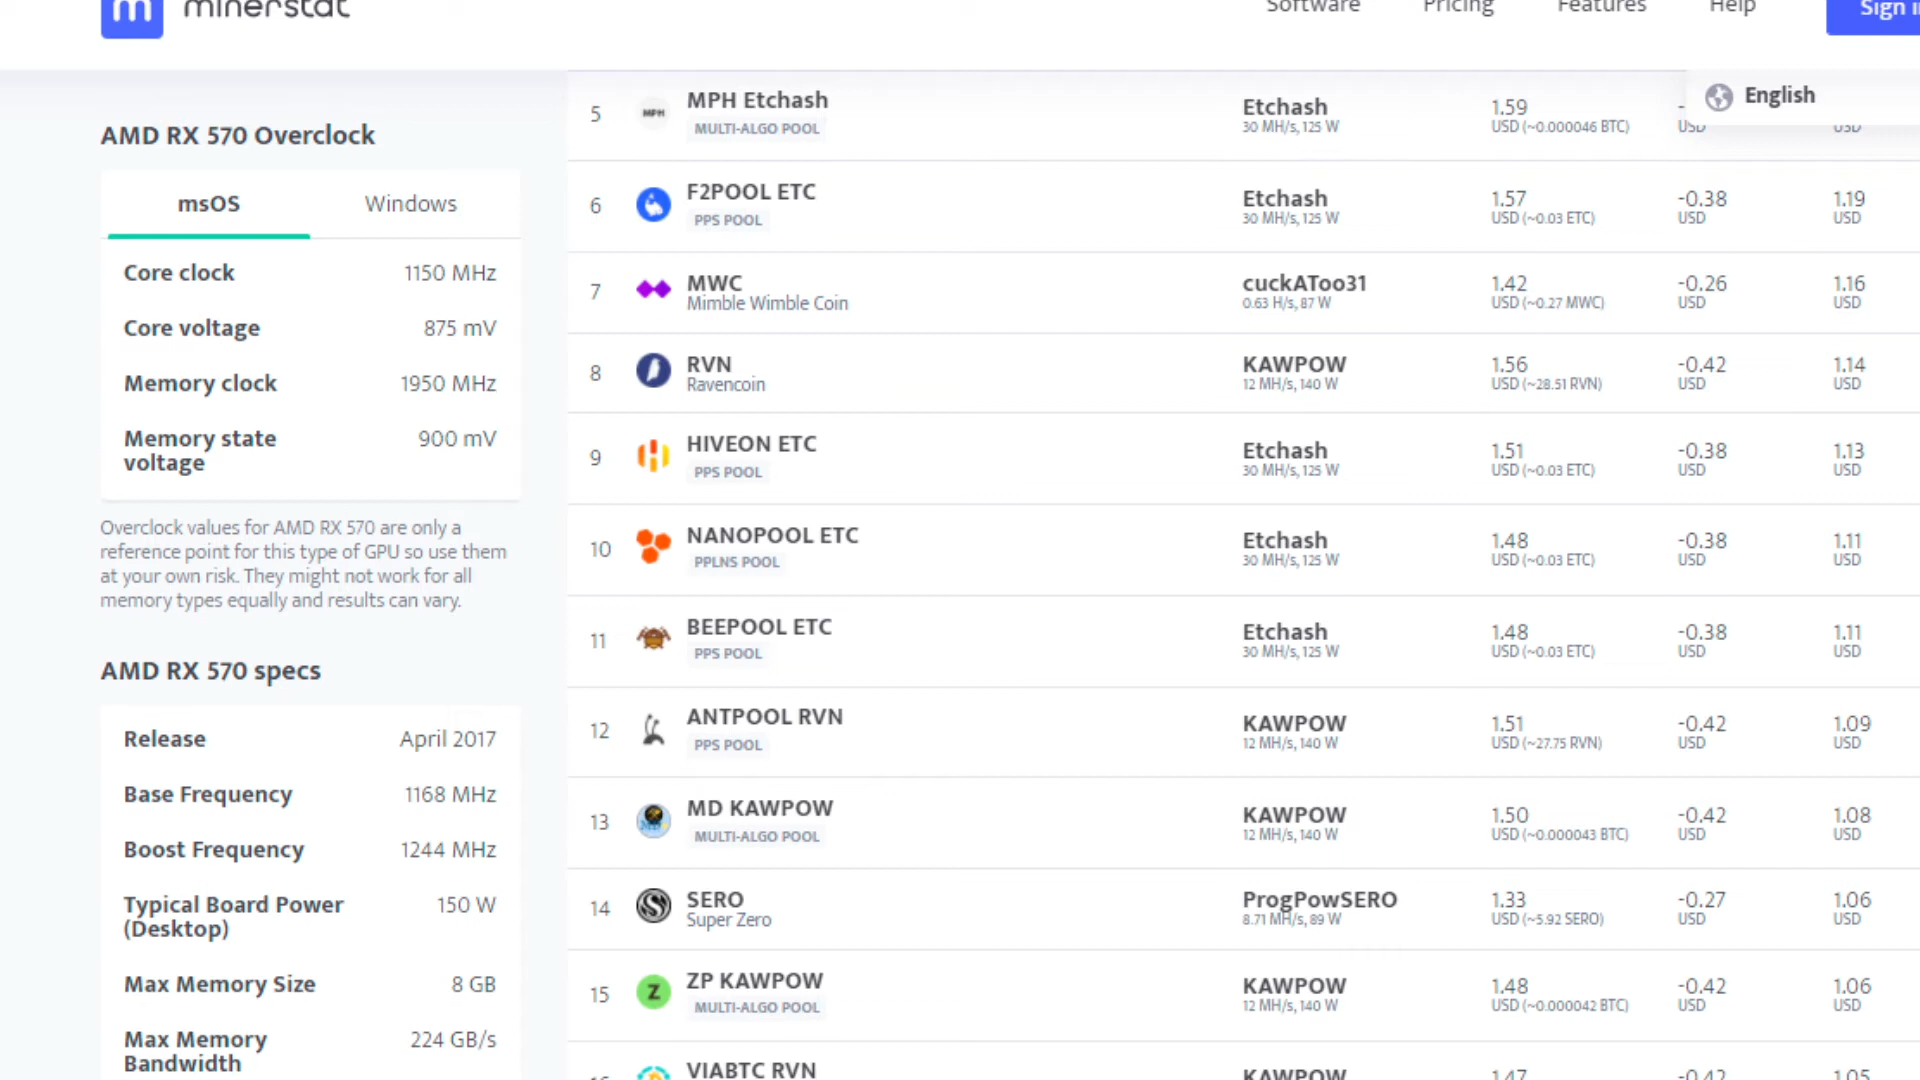 minerstat
Software
Pricing
Features
Help
Sign i
English
AMD RX 570 Overclock
msOS
Windows
Core clock 1150 MHz
Core voltage 875 mV
Memory clock 1950 MHz
Memory state 900 mV
voltage
Overclock values for AMD RX 570 are only a
reference point for this type of GPU so use them
at your own risk. They might not work for all
memory types equally and results can vary.
AMD RX 570 specs
Release April 2017
Base Frequency 1168 MHz
Boost Frequency 1244 MHz
Typical Board Power 150 W
(Desktop)
Max Memory Size 8 GB
Max Memory 224 GB/s
Bandwidth
5 MPH MPH Etchash Etchash 1.59 -
MULTI-ALGO POOL 30 MH/s, 125 W USD (~0.000046 BTC) USD USD
6 F2POOL ETC Etchash 1.57 -0.38 1.19
PPS POOL 30 MH/s, 125 W USD (~0.03 ETC) USD USD
7 MWC cuckAToo31 1.42 -0.26 1.16
Mimble Wimble Coin 0.63 H/s, 87 W USD (~0.27 MWC) USD USD
8 RVN KAWPOW 1.56 -0.42 1.14
Ravencoin 12 MH/s, 140 W USD (~28.51 RVN) USD USD
9 HIVEON ETC Etchash 1.51 -0.38 1.13
PPS POOL 30 MH/s, 125 W USD (~0.03 ETC) USD USD
10 NANOPOOL ETC Etchash 1.48 -0.38 1.11
PPLNS POOL 30 MH/s, 125 W USD (~0.03 ETC) USD USD
11 BEEPOOL ETC Etchash 1.48 -0.38 1.11
PPS POOL 30 MH/s, 125 W USD (~0.03 ETC) USD USD
12 ANTPOOL RVN KAWPOW 1.51 -0.42 1.09
PPS POOL 12 MH/s, 140 W USD (~27.75 RVN) USD USD
13 MD KAWPOW KAWPOW 1.50 -0.42 1.08
MULTI-ALGO POOL 12 MH/s, 140 W USD (~0.000043 BTC) USD USD
14 SERO ProgPowSERO 1.33 -0.27 1.06
Super Zero 8.71 MH/s, 89 W USD (~5.92 SERO) USD USD
15 Z ZP KAWPOW KAWPOW 1.48 -0.42 1.06
MULTI-ALGO POOL 12 MH/s, 140 W USD (~0.000042 BTC) USD USD
VIABTC RVN KAWPOW 1.47 -0.42 1.05